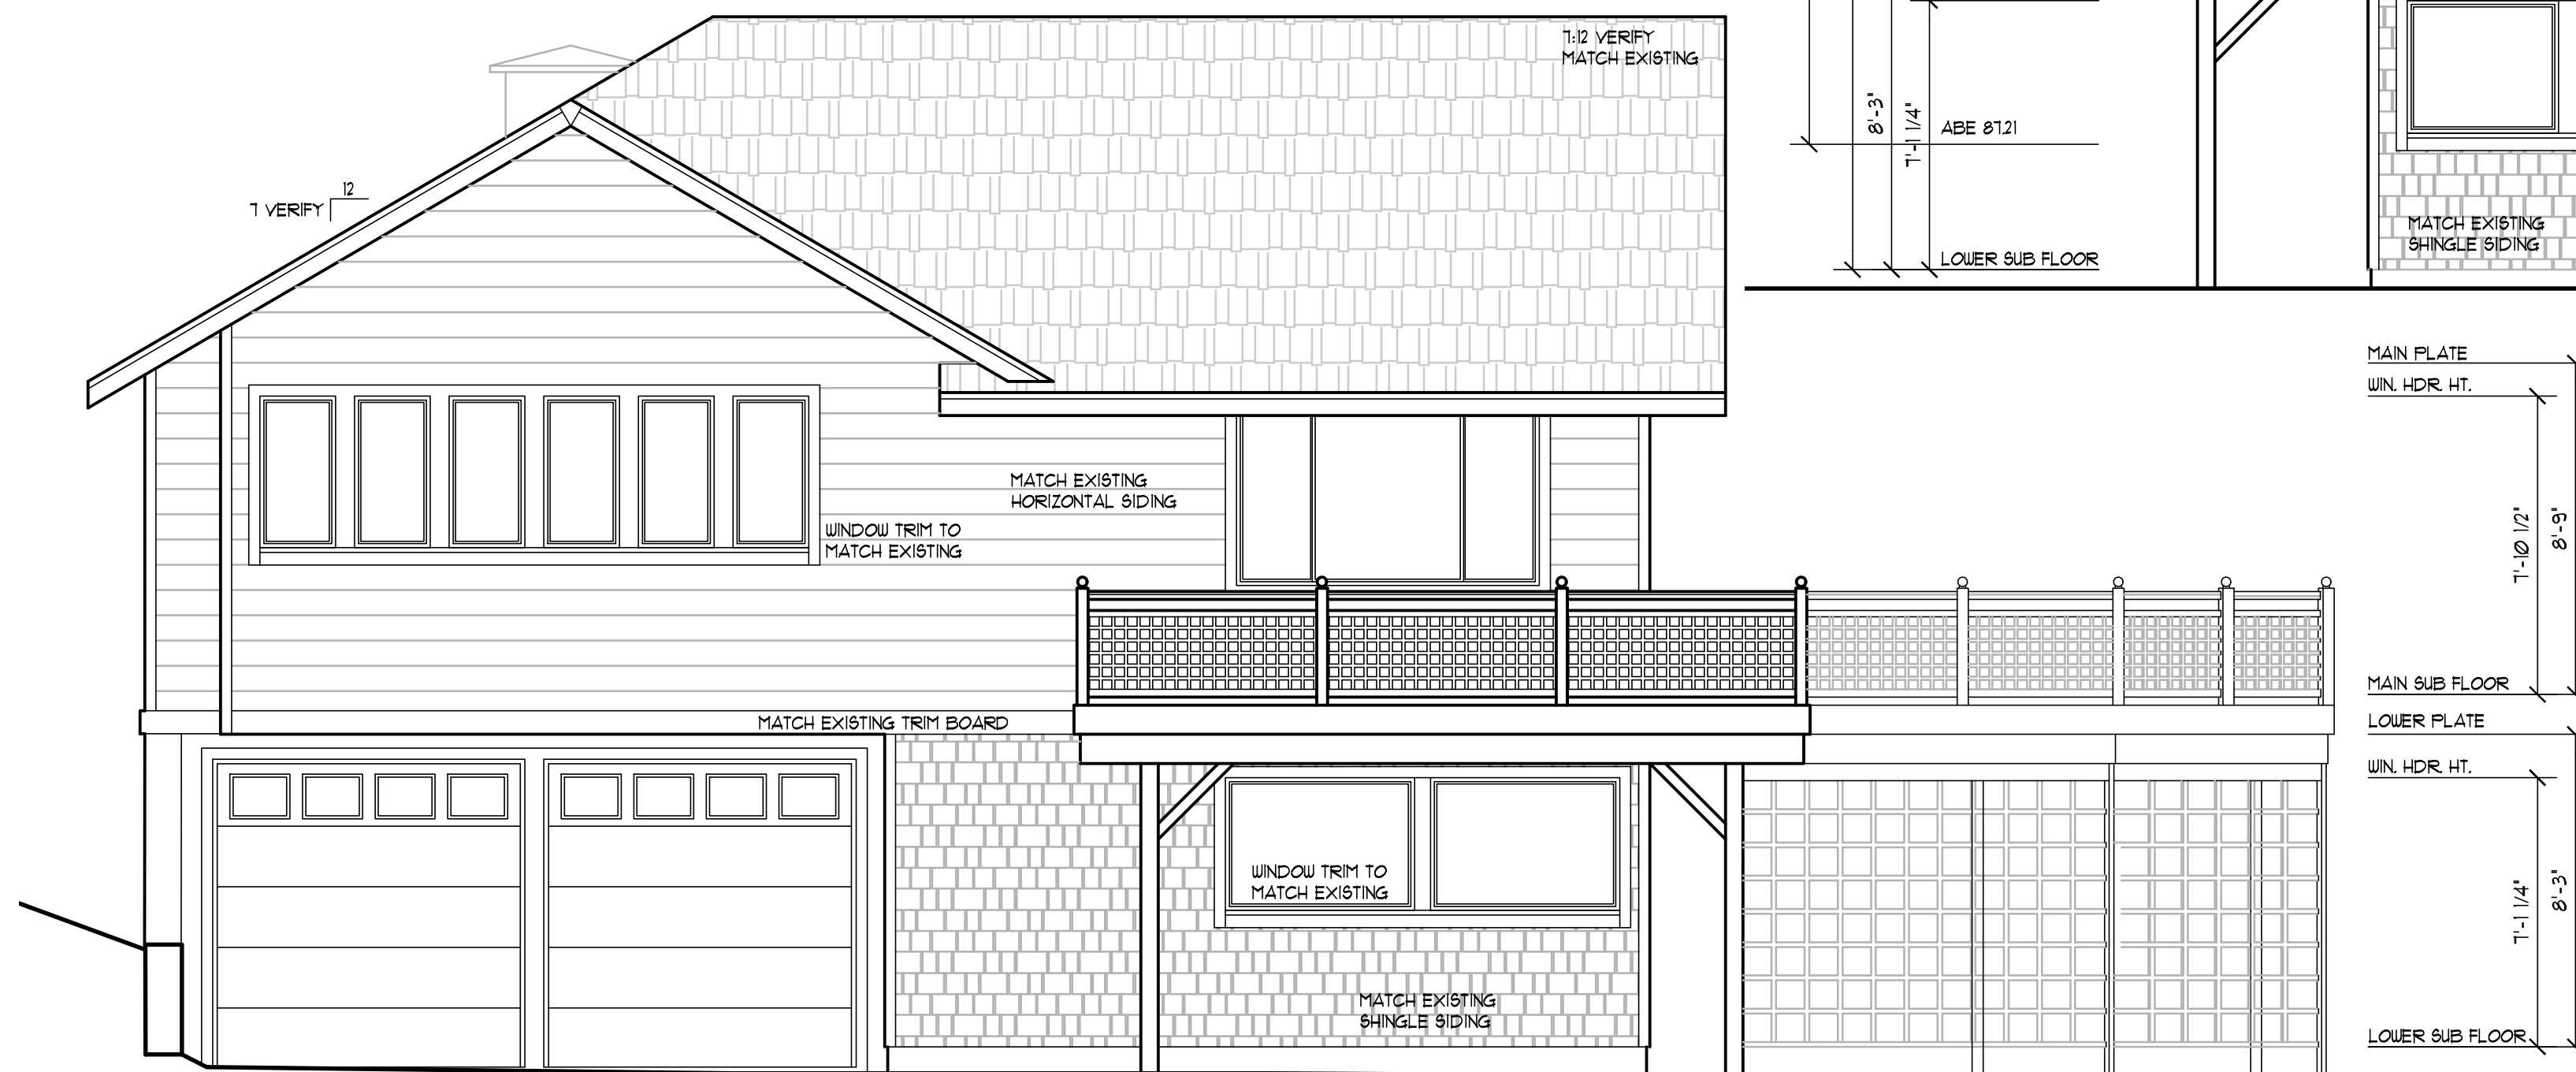 7:12 VERIFY
MATCH EXISTING
12
7 VERIFY
MATCH EXISTING
HORIZONTAL SIDING
WINDOW TRIM TO
MATCH EXISTING
MATCH EXISTING TRIM BOARD
WINDOW TRIM TO
MATCH EXISTING
MATCH EXISTING
SHINGLE SIDING
8'-3"
7'-1 1/4"
ABE 87.21
LOWER SUB FLOOR
MATCH EXISTING
SHINGLE SIDING
MAIN PLATE
WIN. HDR. HT.
7'-10 1/2"
8'-9"
MAIN SUB FLOOR
LOWER PLATE
WIN. HDR. HT.
7'-1 1/4"
8'-3"
LOWER SUB FLOOR